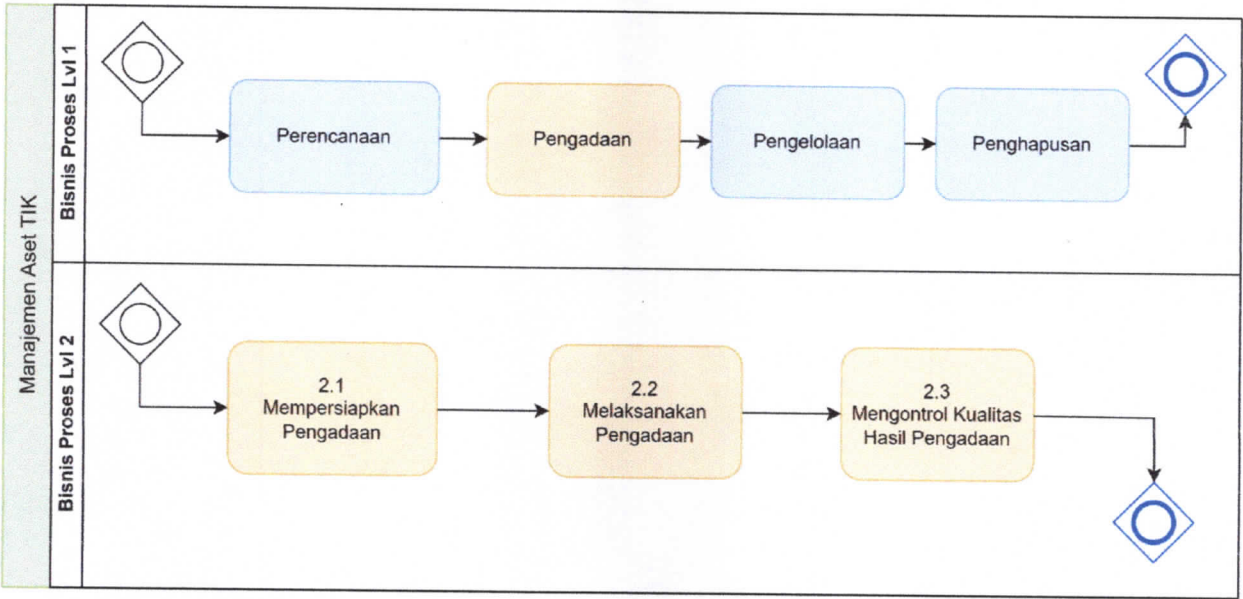 Manajemen Aset TIK
Bisnis Proses Lvl 1
Perencanaan
Pengadaan
Pengelolaan
Penghapusan
Bisnis Proses Lvl 2
2.1
Mempersiapkan
Pengadaan
2.2
Melaksanakan
Pengadaan
2.3
Mengontrol Kualitas
Hasil Pengadaan